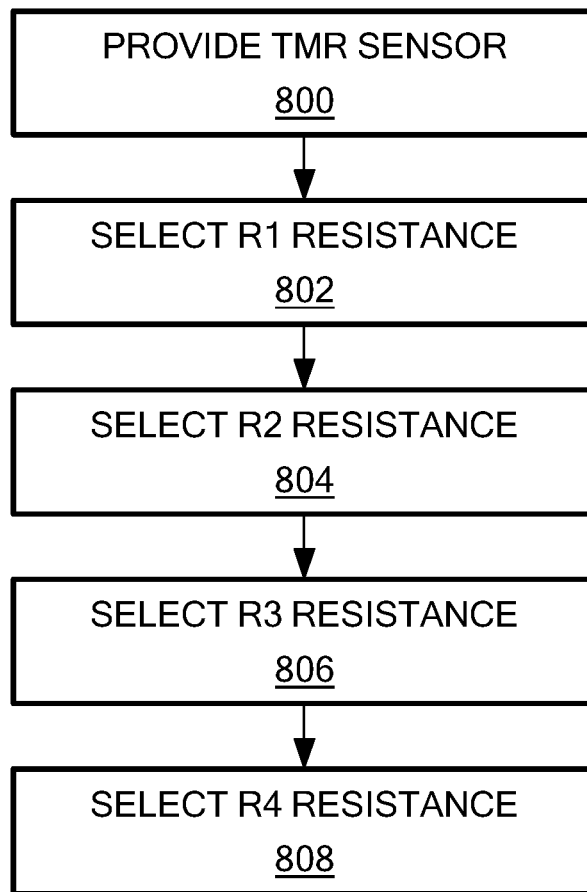 PROVIDE TMR SENSOR
800
SELECT R1 RESISTANCE
802
SELECT R2 RESISTANCE
804
SELECT R3 RESISTANCE
806
SELECT R4 RESISTANCE
808